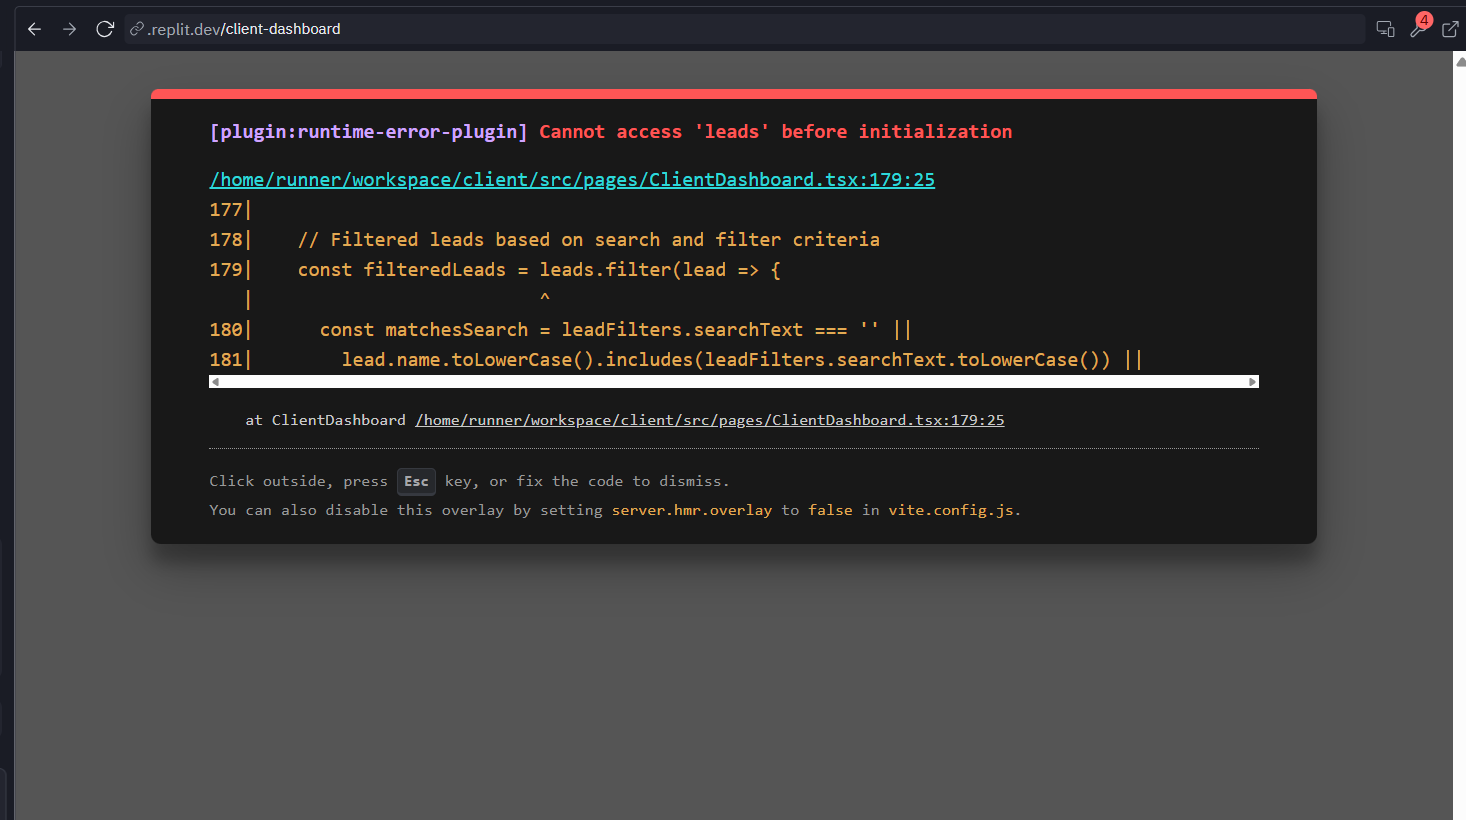 .replit.dev/client-dashboard
4
[plugin:runtime-error-plugin] Cannot access 'leads' before initialization
/home/runner/workspace/client/src/pages/ClientDashboard.tsx:179:25
177|
178|    // Filtered leads based on search and filter criteria
179|    const filteredLeads = leads.filter(lead => {
   |                          ^
180|      const matchesSearch = leadFilters.searchText === '' ||
181|        lead.name.toLowerCase().includes(leadFilters.searchText.toLowerCase()) ||
at ClientDashboard /home/runner/workspace/client/src/pages/ClientDashboard.tsx:179:25
Click outside, press Esc key, or fix the code to dismiss.
You can also disable this overlay by setting server.hmr.overlay to false in vite.config.js.